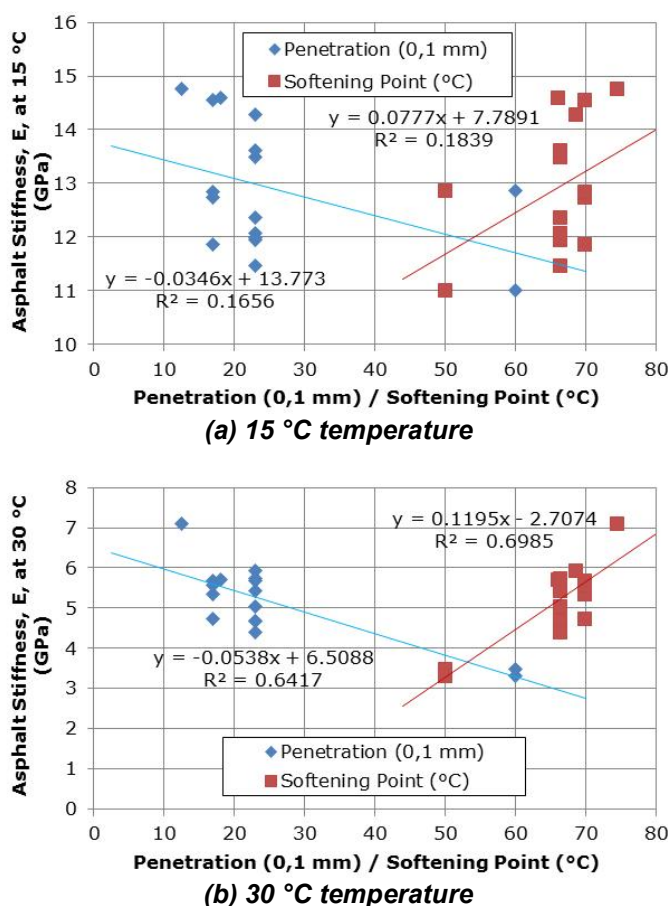 16
15
14
13
12
11
10
Asphalt Stiffness, E, at 15 °C
(GPa)
Penetration (0,1 mm)
Softening Point (°C)
y = 0.0777x + 7.7891
R² = 0.1839
y = -0.0346x + 13.773
R² = 0.1656
0 10 20 30 40 50 60 70 80
Penetration (0,1 mm) / Softening Point (°C)
(a) 15 °C temperature
8
7
6
5
4
3
2
1
0
Asphalt Stiffness, E, at 30 °C
(GPa)
y = 0.1195x - 2.7074
R² = 0.6985
y = -0.0538x + 6.5088
R² = 0.6417
Penetration (0,1 mm)
Softening Point (°C)
0 10 20 30 40 50 60 70 80
Penetration (0,1 mm) / Softening Point (°C)
(b) 30 °C temperature